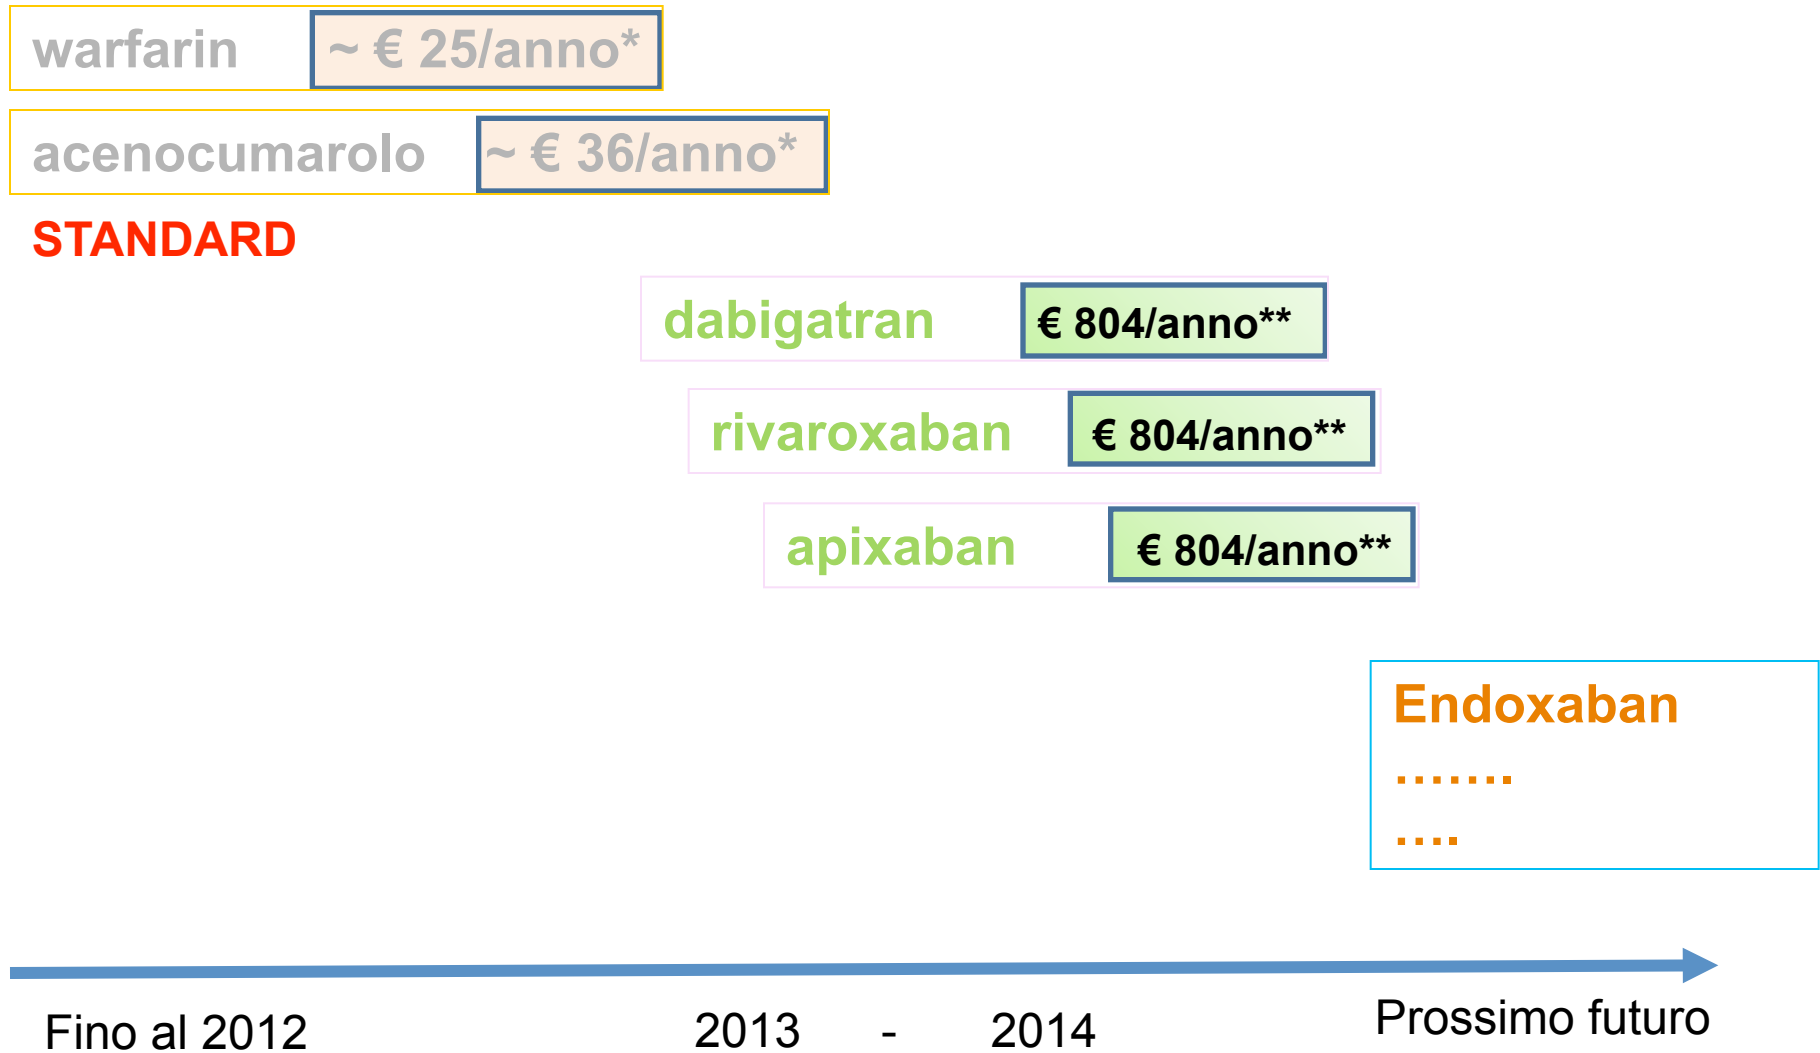 warfarin ~ € 25/anno*
acenocumarolo ~ € 36/anno*
STANDARD
dabigatran € 804/anno**
rivaroxaban € 804/anno**
apixaban € 804/anno**
Endoxaban
…….
….
Fino al 2012 2013 - 2014 Prossimo futuro